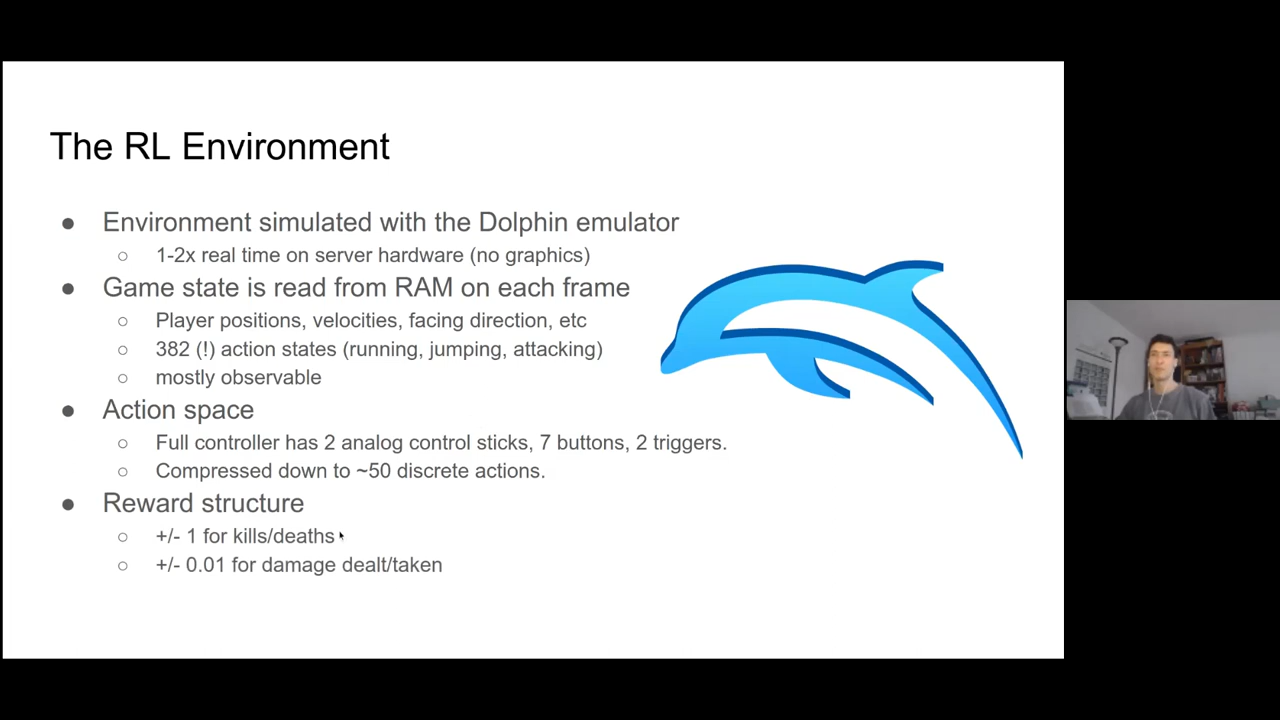 The RL Environment
● Environment simulated with the Dolphin emulator
○ 1-2x real time on server hardware (no graphics)
● Game state is read from RAM on each frame
○ Player positions, velocities, facing direction, etc
○ 382 (!) action states (running, jumping, attacking)
○ mostly observable
● Action space
○ Full controller has 2 analog control sticks, 7 buttons, 2 triggers.
○ Compressed down to ~50 discrete actions.
● Reward structure
○ +/- 1 for kills/deaths
○ +/- 0.01 for damage dealt/taken